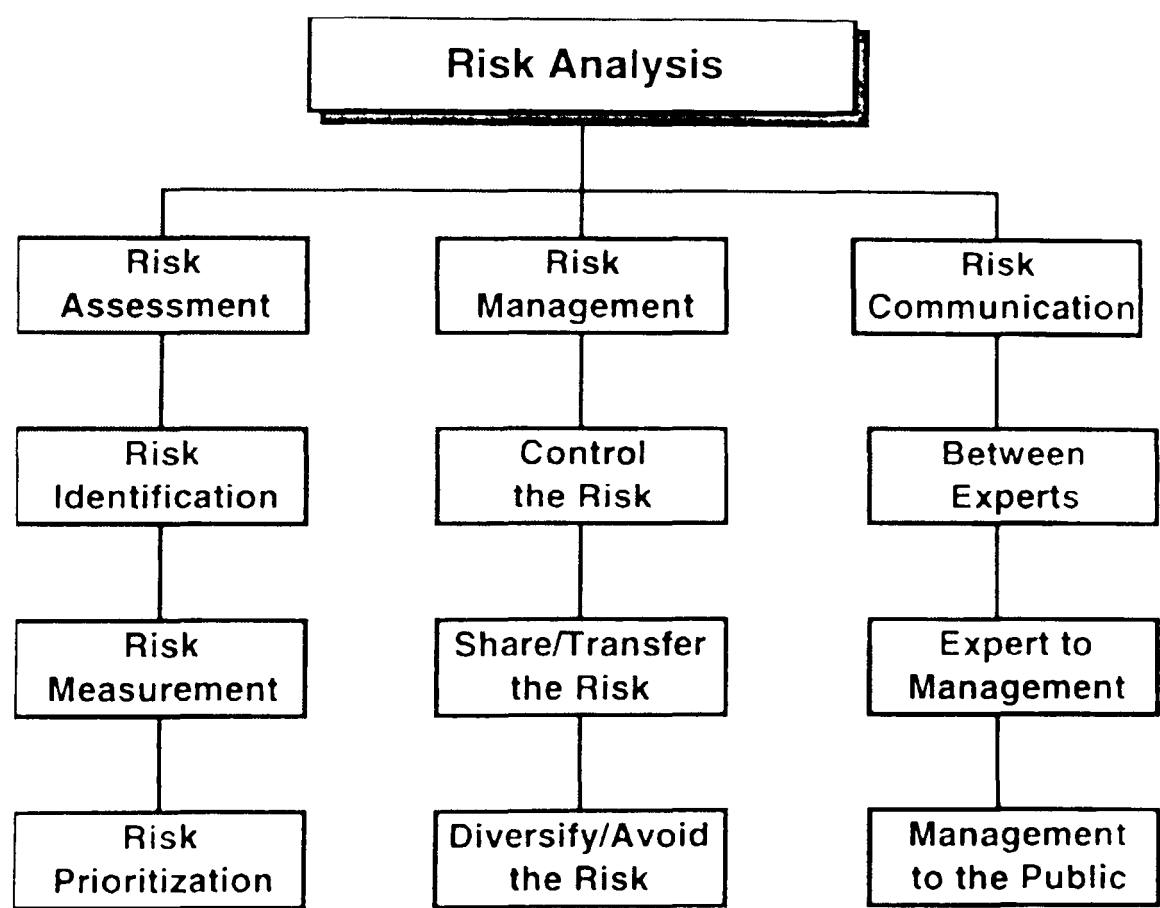 Risk Analysis
Risk
Assessment
Risk
Management
Risk
Communication
Risk
Identification
Control
the Risk
Between
Experts
Risk
Measurement
Share/Transfer
the Risk
Expert to
Management
Risk
Prioritization
Diversify/Avoid
the Risk
Management
to the Public